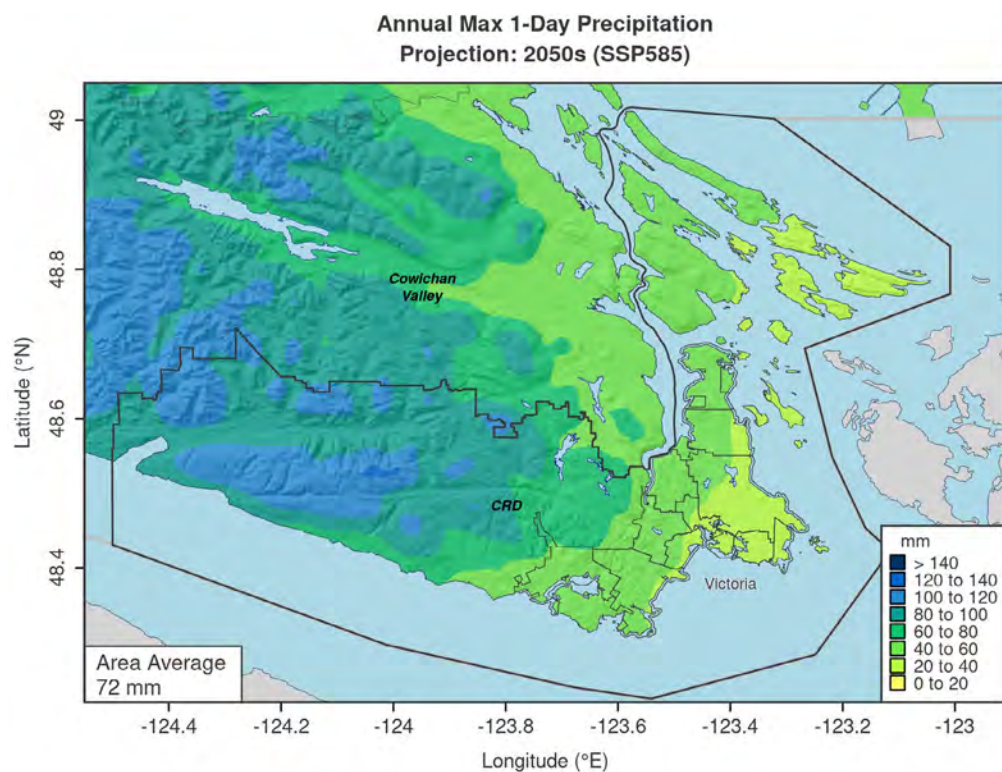 Annual Max 1-Day Precipitation
Projection: 2050s (SSP585)
Latitude (°N)
49
48.8
48.6
48.4
Cowichan
Valley
CRD
Victoria
mm
> 140
120 to 140
100 to 120
80 to 100
60 to 80
40 to 60
20 to 40
0 to 20
Area Average
72 mm
-124.4
-124.2
-124
-123.8
-123.6
-123.4
-123.2
-123
Longitude (°E)